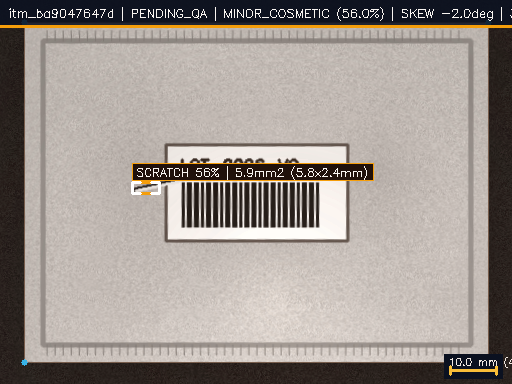 itm_ba9047647d | PENDING_QA | MINOR_COSMETIC (56.0%) | SKEW −2.0deg |
SCRATCH 56% | 5.9mm2 (5.8x2.4mm)
10.0 mm